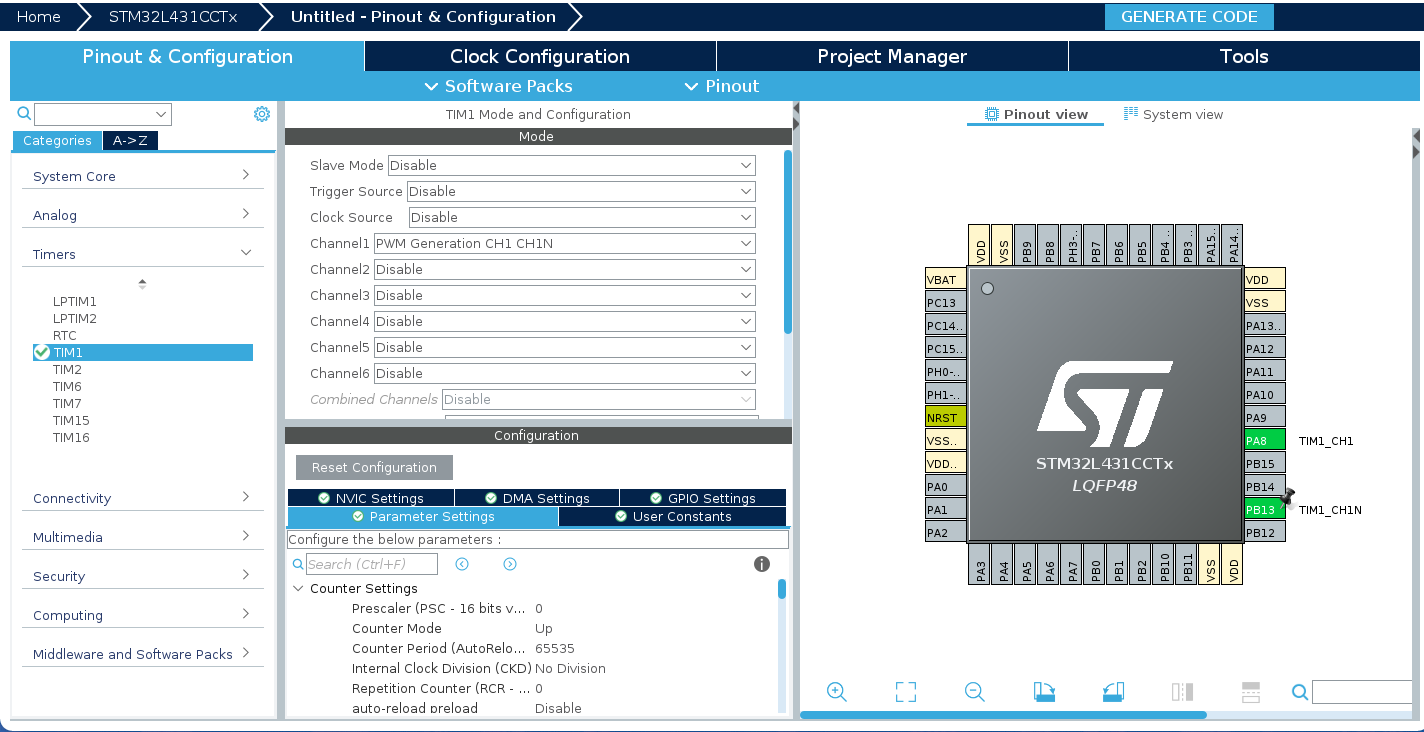 Home STM32L431CCTx Untitled - Pinout & Configuration GENERATE CODE
Pinout & Configuration Clock Configuration Project Manager Tools
Software Packs Pinout
Categories A->Z
System Core
Analog
Timers
LPTIM1
LPTIM2
RTC
TIM1
TIM2
TIM6
TIM7
TIM15
TIM16
Connectivity
Multimedia
Security
Computing
Middleware and Software Packs
TIM1 Mode and Configuration
Mode
Slave Mode Disable
Trigger Source Disable
Clock Source Disable
Channel1 PWM Generation CH1 CH1N
Channel2 Disable
Channel3 Disable
Channel4 Disable
Channel5 Disable
Channel6 Disable
Combined Channels Disable
Configuration
Reset Configuration
NVIC Settings DMA Settings GPIO Settings
Parameter Settings User Constants
Configure the below parameters :
Search (Ctrl+F)
Counter Settings
Prescaler (PSC - 16 bits v... 0
Counter Mode Up
Counter Period (AutoRelo... 65535
Internal Clock Division (CKD) No Division
Repetition Counter (RCR - ... 0
auto-reload preload Disable
Pinout view System view
VDD VSS PB9 PB8 PH3-.. PB7 PB6 PB5 PB4 .. PB3 .. PA15.. PA14..
VBAT
PC13
PC14..
PC15..
PH0-..
PH1-..
NRST
VSS..
VDD..
PA0
PA1
PA2
STM32L431CCTx
LQFP48
VDD
VSS
PA13..
PA12
PA11
PA10
PA9
PA8 TIM1_CH1
PB15
PB14
PB13 TIM1_CH1N
PB12
PA3 PA4 PA5 PA6 PA7 PB0 PB1 PB2 PB10 PB11 VSS VDD